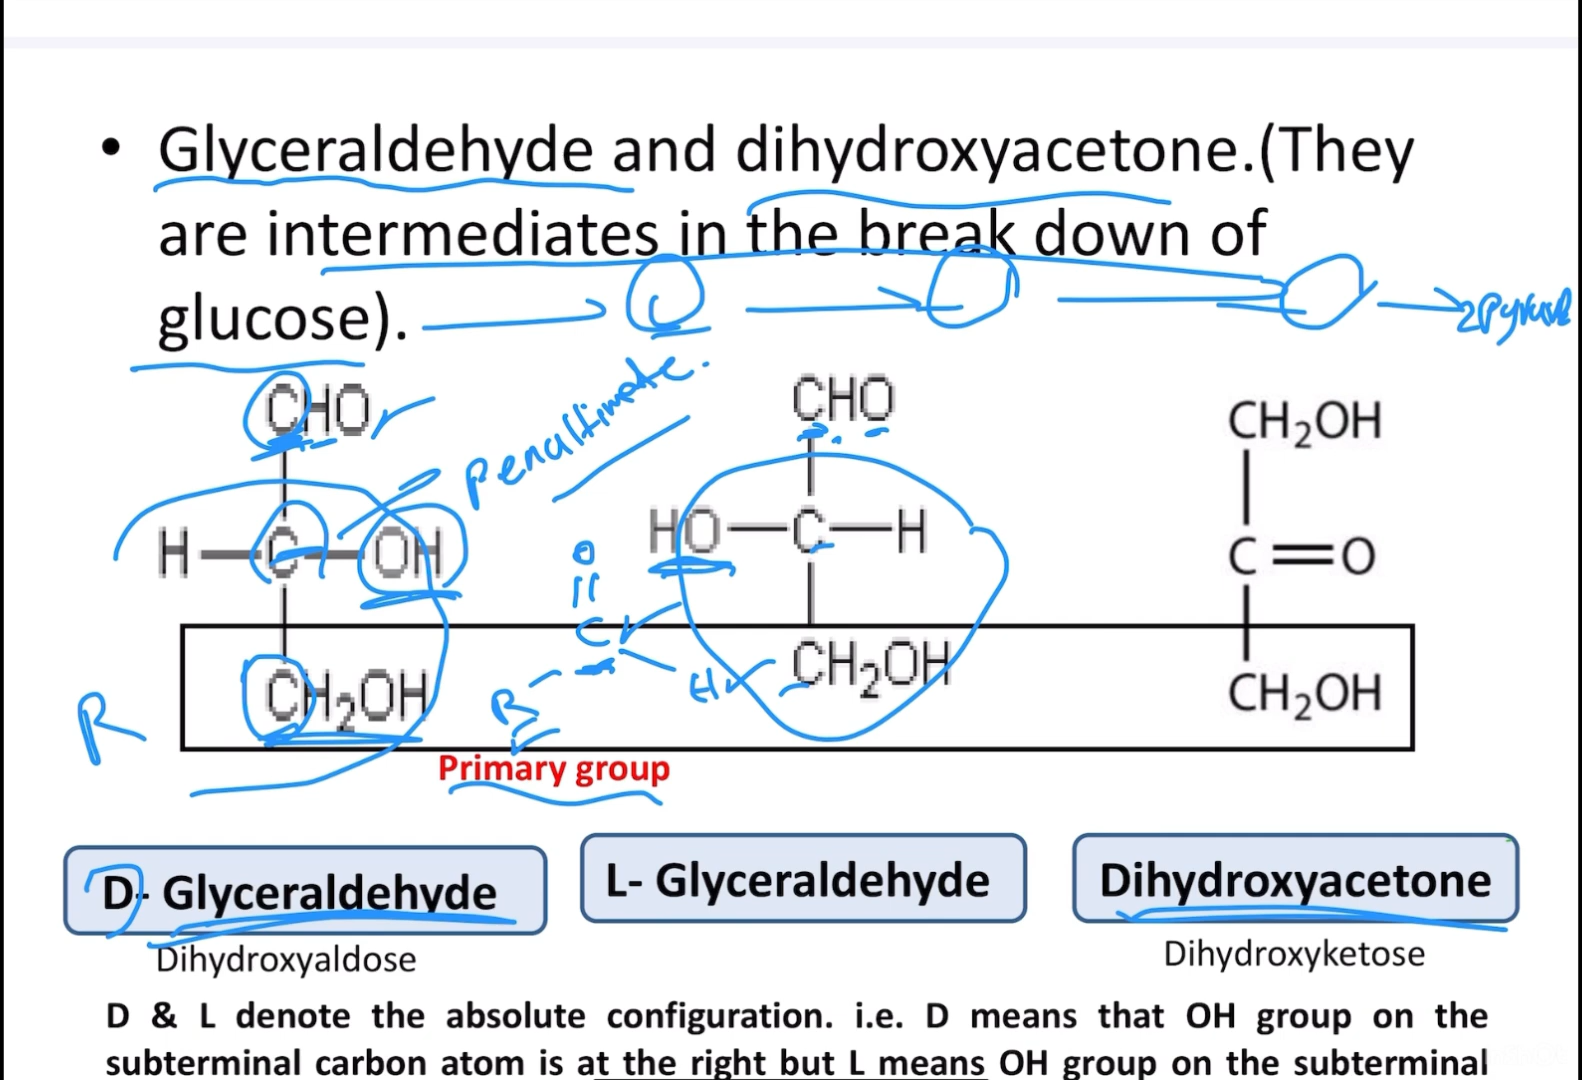 • Glyceraldehyde and dihydroxyacetone.(They
are intermediates in the break down of
glucose).
2Pyruvate
Penultimate.
CHO
H—C—OH
CH₂OH
R
O
C
R
H
CHO
HO—C—H
CH₂OH
CH₂OH
C=O
CH₂OH
Primary group
D- Glyceraldehyde
L- Glyceraldehyde
Dihydroxyacetone
Dihydroxyaldose
Dihydroxyketose
D & L denote the absolute configuration. i.e. D means that OH group on the
subterminal carbon atom is at the right but L means OH group on the subterminal